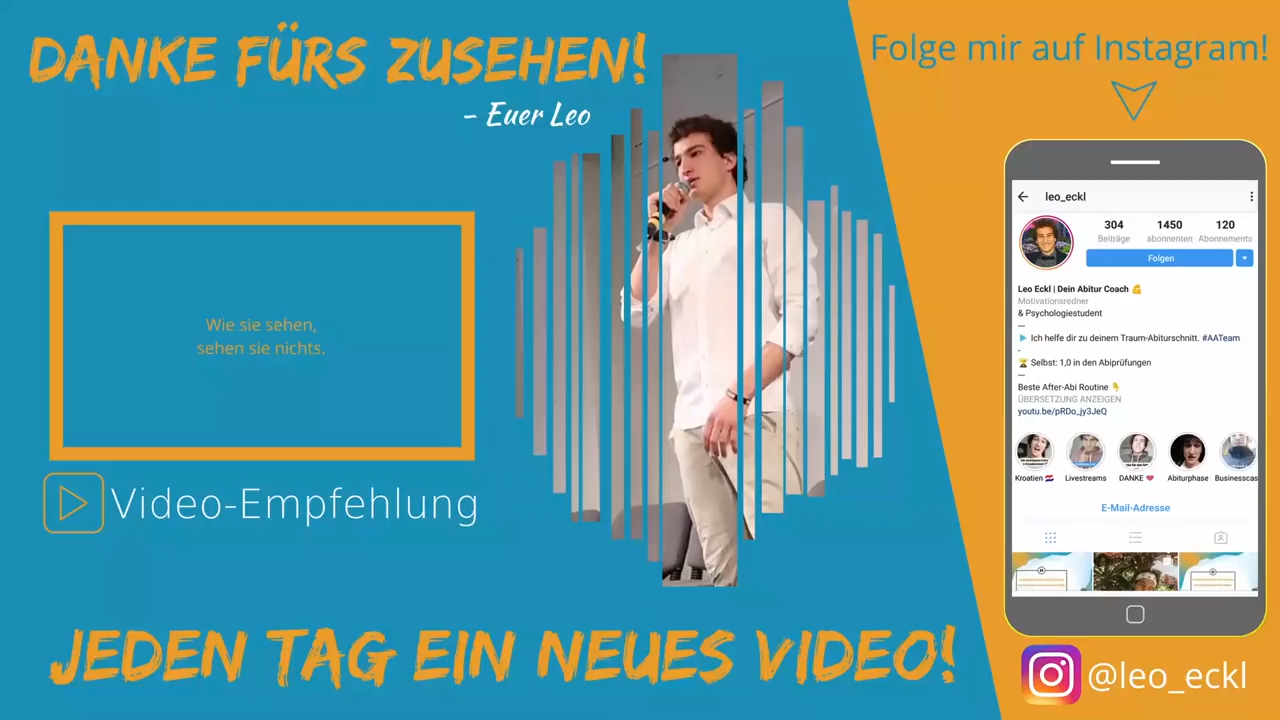 DANKE FÜRS ZUSEHEN!
- Euer Leo
Wie sie sehen,
sehen sie nichts.
Video-Empfehlung
JEDEN TAG EIN NEUES VIDEO!
Folge mir auf Instagram!
leo_eckl
304 1450 120
Beiträge abonnenten Abonnements
Folgen
Leo Eckl | Dein Abitur Coach 💪
Motivationsredner
& Psychologiestudent
—
▶ Ich helfe dir zu deinem Traum-Abiturschnitt. #AATeam
-
⏳ Selbst: 1,0 in den Abiprüfungen
—
Beste After-Abi Routine 👇
ÜBERSETZUNG ANZEIGEN
youtu.be/pRDo_jy3JeQ
Kroatien 🇭🇷 Livestreams DANKE ❤ Abiturphase Businesscas
E-Mail-Adresse
@leo_eckl